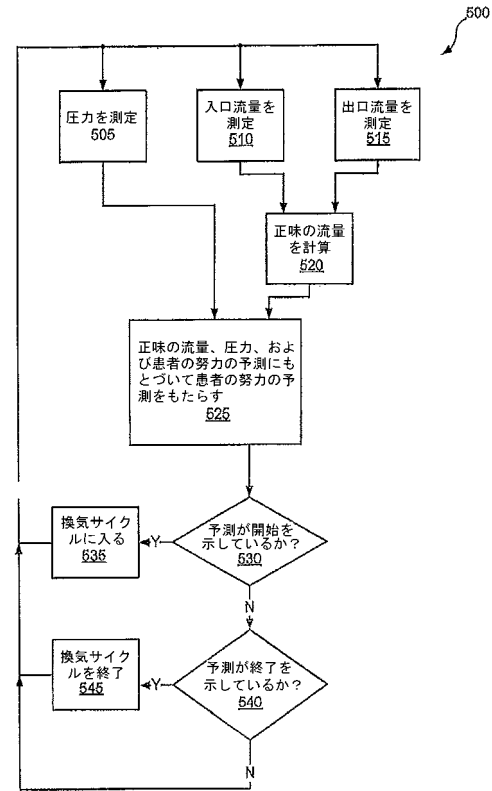 500
圧力を測定
505
入口流量を
測定
510
出口流量を
測定
515
正味の流量
を計算
520
正味の流量、圧力、およ
び患者の努力の予測にも
とづいて患者の努力の予
測をもたらす
525
予測が開始を
示しているか？
530
Y
換気サイク
ルに入る
535
N
予測が終了を
示しているか？
540
Y
換気サイク
ルを終了
545
N